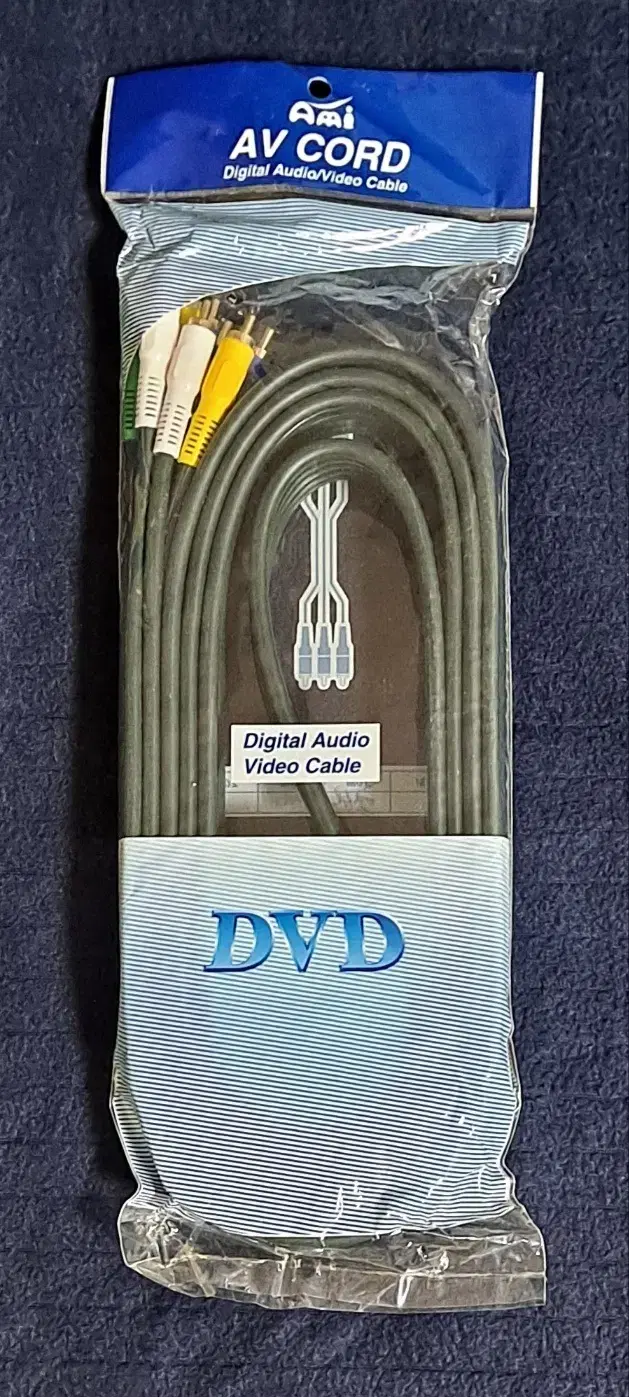 Ami
AV CORD
Digital Audio/Video Cable
Digital Audio
Video Cable
DVD